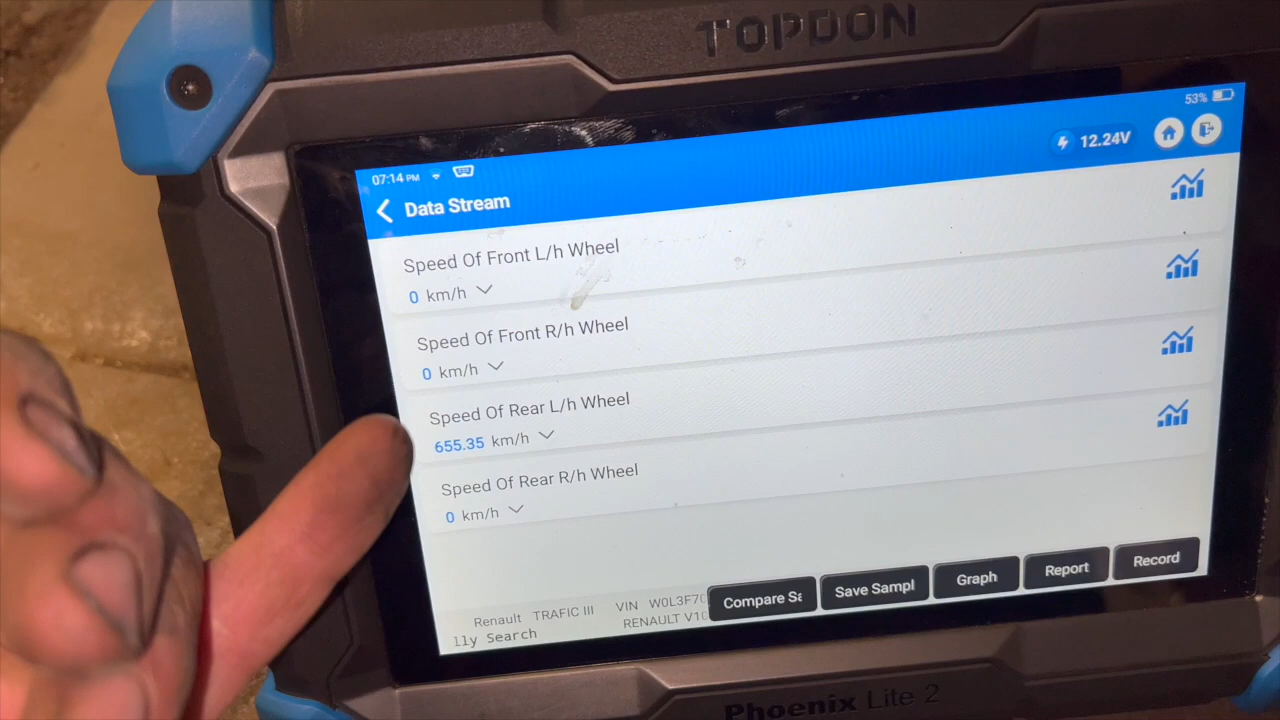 TOPDON
53%
12.24V
07:14 PM
Data Stream
Speed Of Front L/h Wheel
0 km/h
Speed Of Front R/h Wheel
0 km/h
Speed Of Rear L/h Wheel
655.35 km/h
Speed Of Rear R/h Wheel
0 km/h
Compare Sa
Save Sampl
Graph
Report
Record
Renault TRAFIC III VIN W0L3F70
RENAULT V10
lly Search
Phoenix Lite 2